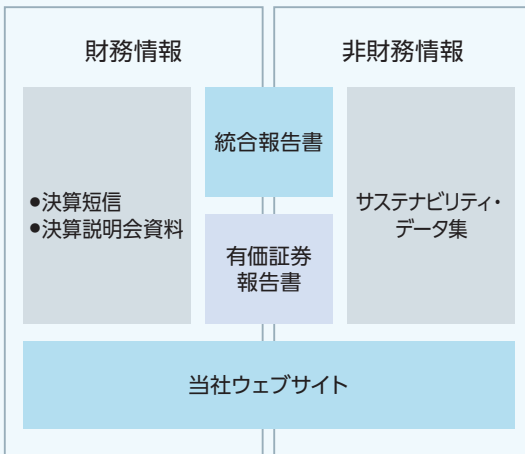 財務情報
非財務情報
統合報告書
●決算短信
●決算説明会資料
サステナビリティ・
データ集
有価証券
報告書
当社ウェブサイト